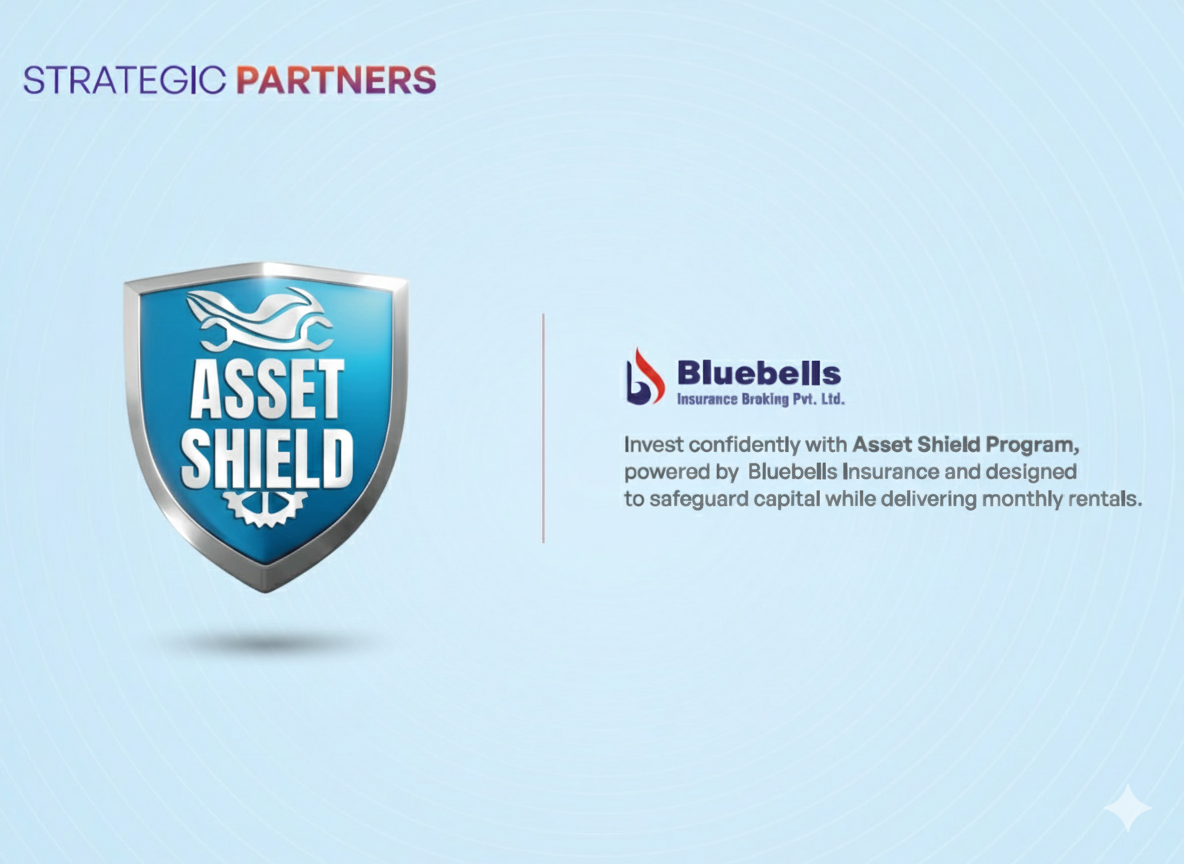 STRATEGIC PARTNERS
ASSET
SHIELD
Bluebells
Insurance Broking Pvt. Ltd.
Invest confidently with Asset Shield Program,
powered by Bluebells Insurance and designed
to safeguard capital while delivering monthly rentals.